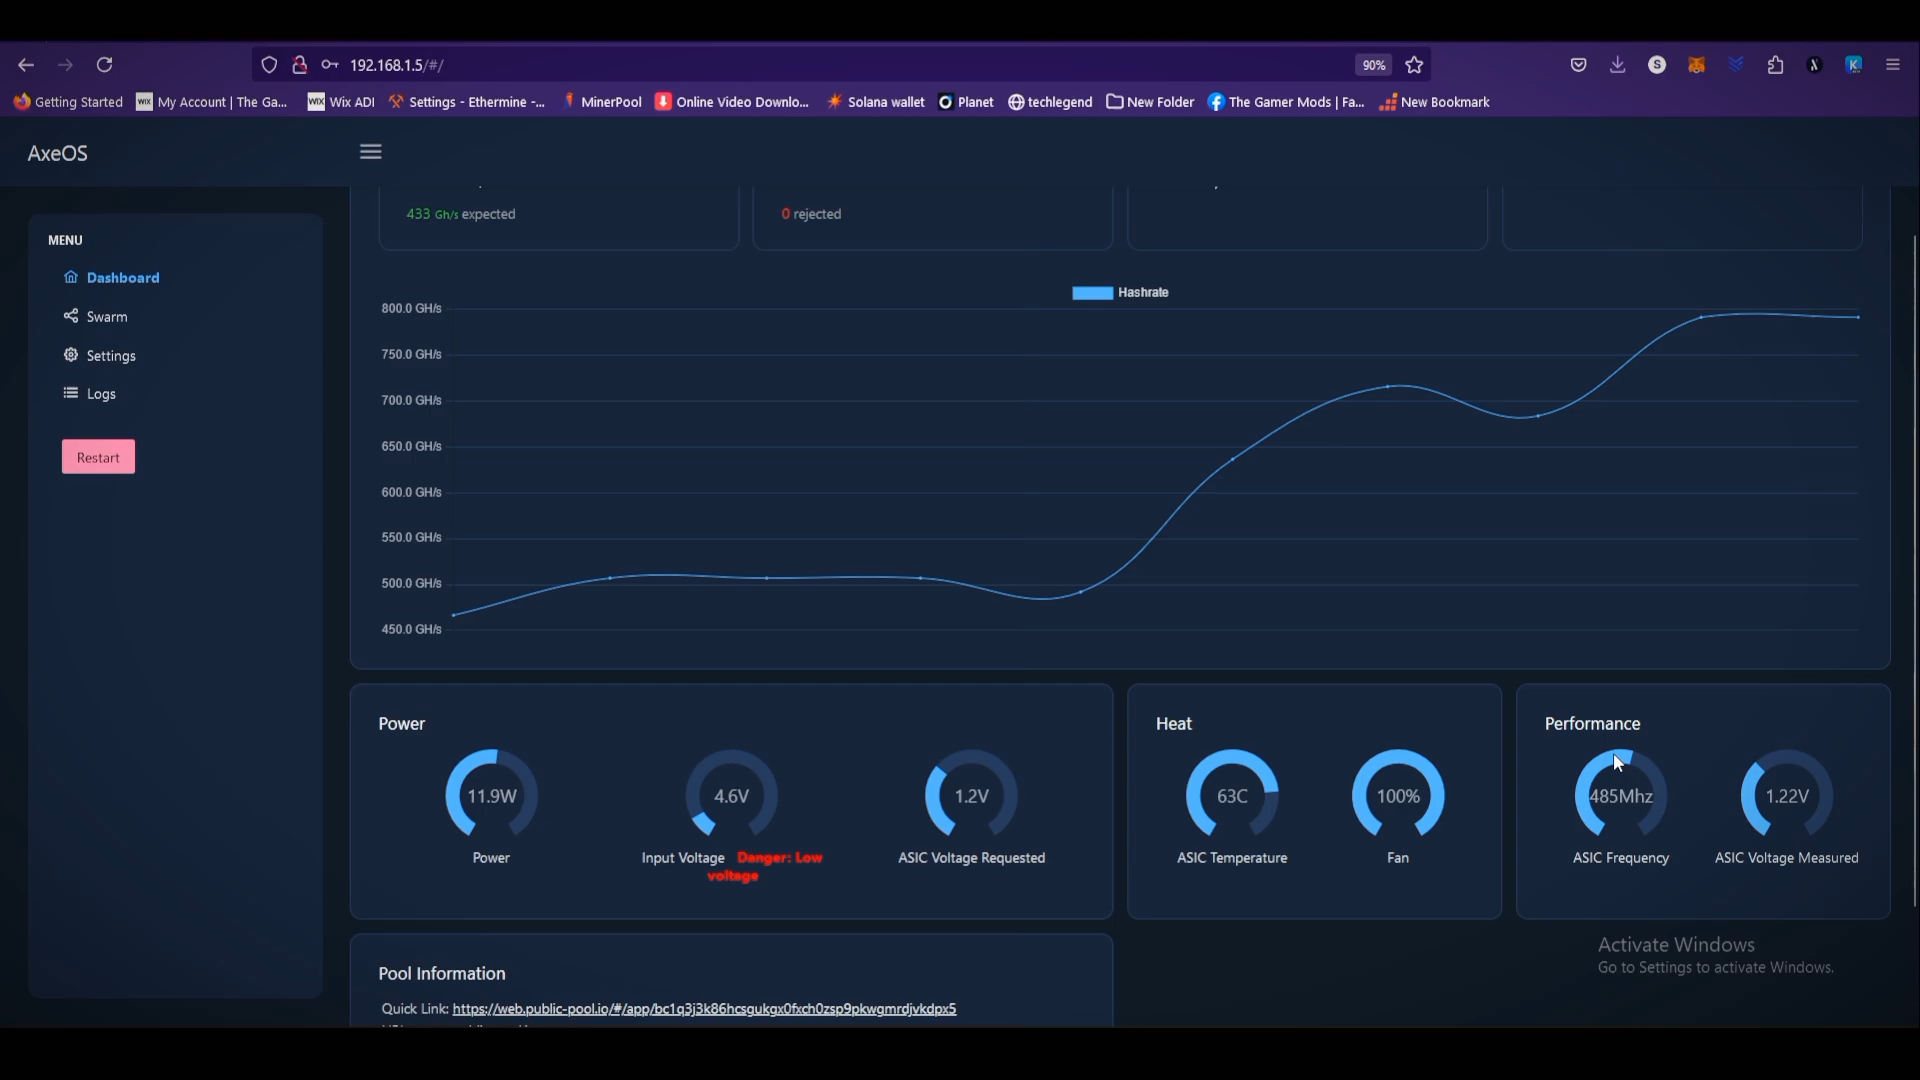 192.168.1.5/#/
90%
Getting Started
My Account | The Ga...
Wix ADI
Settings - Ethermine -...
MinerPool
Online Video Downlo...
Solana wallet
Planet
techlegend
New Folder
The Gamer Mods | Fa...
New Bookmark
AxeOS
MENU
Dashboard
Swarm
Settings
Logs
Restart
433 Gh/s expected
0 rejected
Hashrate
800.0 GH/s
750.0 GH/s
700.0 GH/s
650.0 GH/s
600.0 GH/s
550.0 GH/s
500.0 GH/s
450.0 GH/s
Power
11.9W
Power
4.6V
Input Voltage Danger: Low
voltage
1.2V
ASIC Voltage Requested
Heat
63C
ASIC Temperature
100%
Fan
Performance
485Mhz
ASIC Frequency
1.22V
ASIC Voltage Measured
Activate Windows
Go to Settings to activate Windows.
Pool Information
Quick Link: https://web.public-pool.io/#/app/bc1q3j3k86hcsgukgx0fxch0zsp9pkwgmrdjvkdpx5